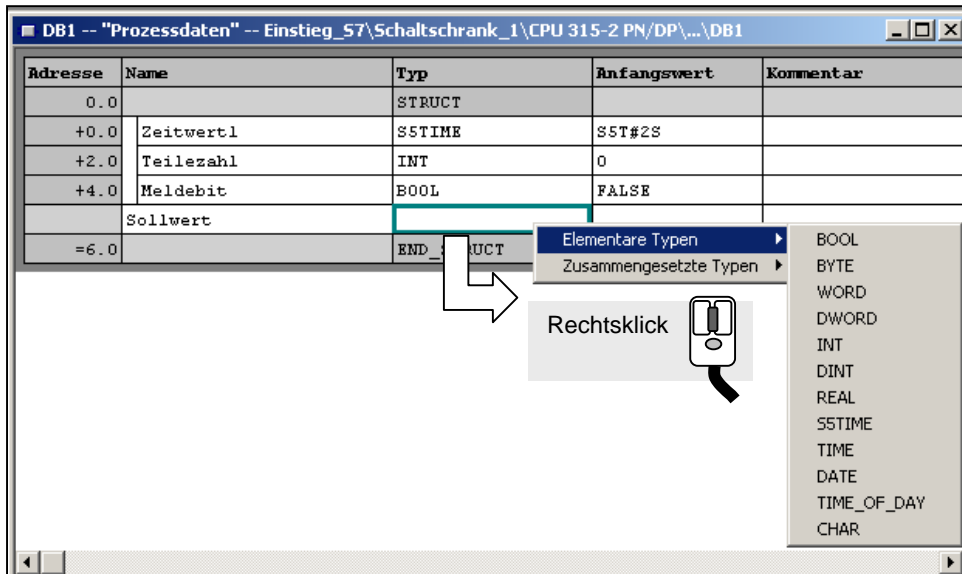 DB1 -- "Prozessdaten" -- Einstieg_S7\Schaltschrank_1\CPU 315-2 PN/DP\...\DB1
Adresse Name Typ Anfangswert Kommentar
0.0 STRUCT
+0.0 Zeitwert1 S5TIME S5T#2S
+2.0 Teilezahl INT 0
+4.0 Meldebit BOOL FALSE
Sollwert
=6.0 END_STRUCT
Elementare Typen
Zusammengesetzte Typen
BOOL
BYTE
WORD
DWORD
INT
DINT
REAL
S5TIME
TIME
DATE
TIME_OF_DAY
CHAR
Rechtsklick